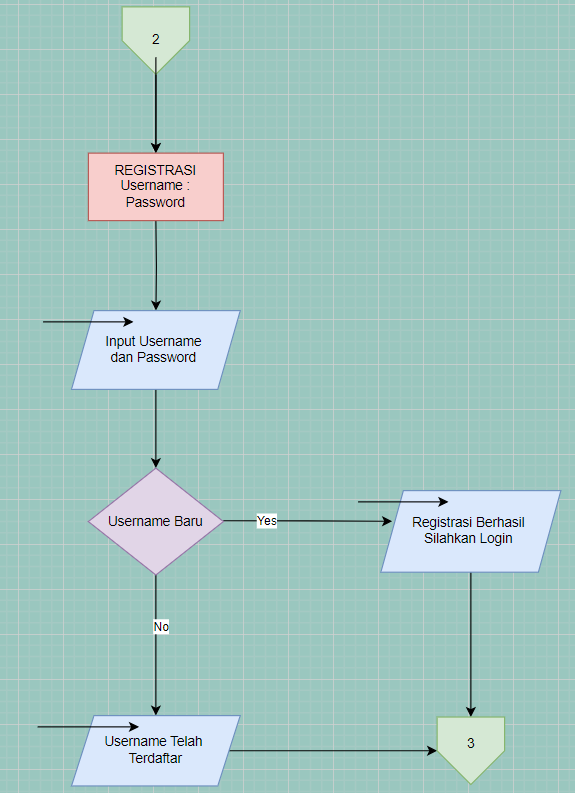 2
REGISTRASI
Username :
Password
Input Username
dan Password
Username Baru
Yes
Registrasi Berhasil
Silahkan Login
No
Username Telah
Terdaftar
3